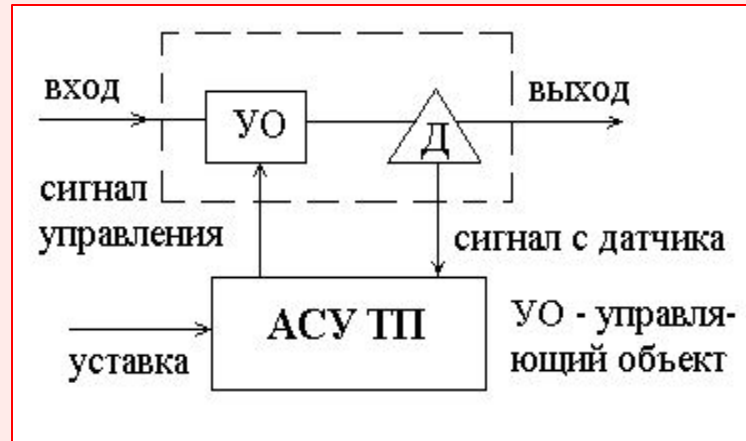 вход
УО
Д
выход
сигнал
управления
сигнал с датчика
АСУ ТП
уставка
УО - управля-
ющий объект